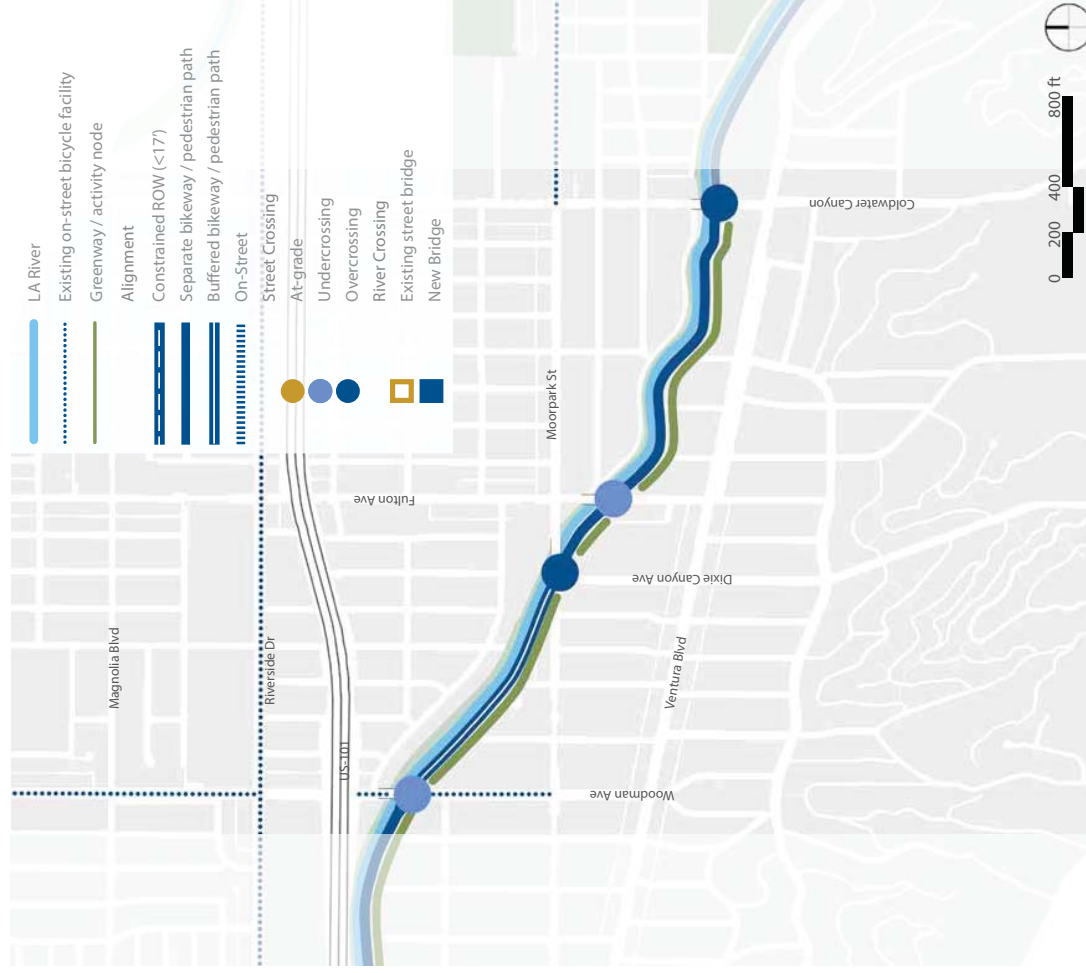 LA River
Existing on-street bicycle facility
Greenway / activity node
Alignment
Constrained ROW (<17')
Separate bikeway / pedestrian path
Buffered bikeway / pedestrian path
On-Street
Street Crossing
At-grade
Undercrossing
Overcrossing
River Crossing
Existing street bridge
New Bridge
Magnolia Blvd
Riverside Dr
US-101
Fulton Ave
Moorpark St
Coldwater Canyon
Dixie Canyon Ave
Ventura Blvd
Woodman Ave
0 200 400 800 ft